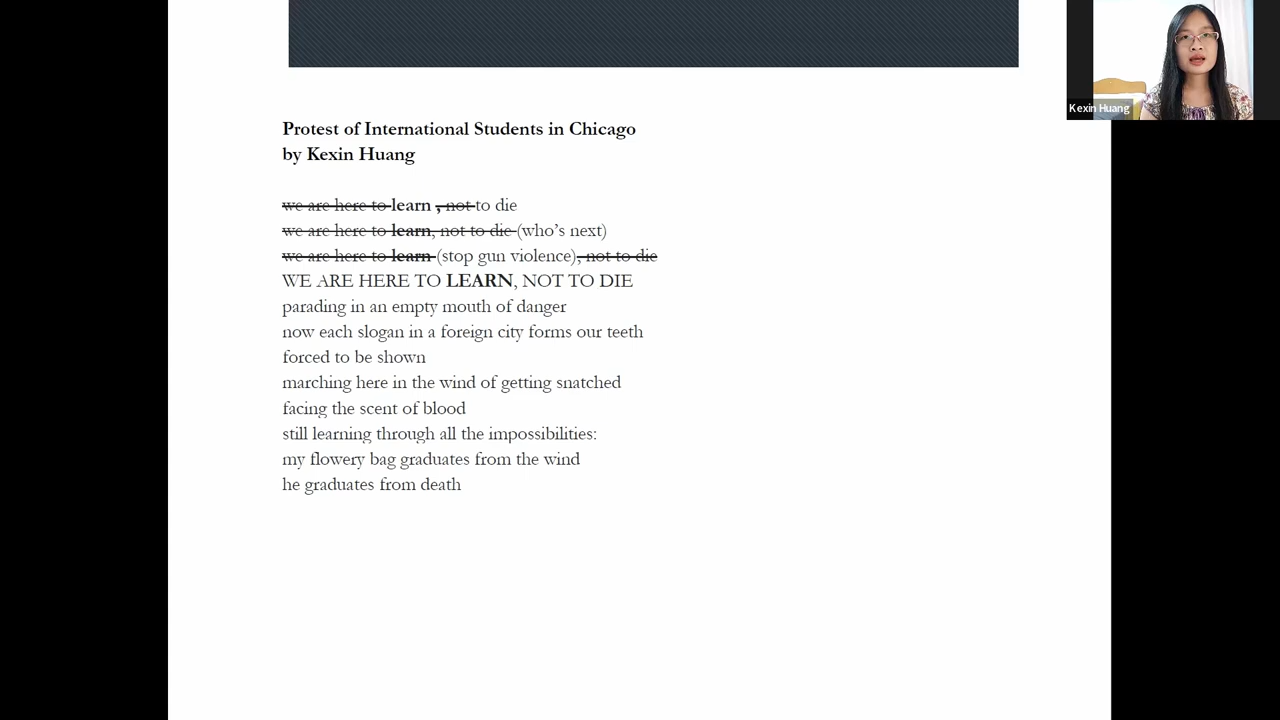 Protest of International Students in Chicago
by Kexin Huang
we are here to learn , not to die
we are here to learn, not to die (who's next)
we are here to learn (stop gun violence), not to die
WE ARE HERE TO LEARN, NOT TO DIE
parading in an empty mouth of danger
now each slogan in a foreign city forms our teeth
forced to be shown
marching here in the wind of getting snatched
facing the scent of blood
still learning through all the impossibilities:
my flowery bag graduates from the wind
he graduates from death
Kexin Huang